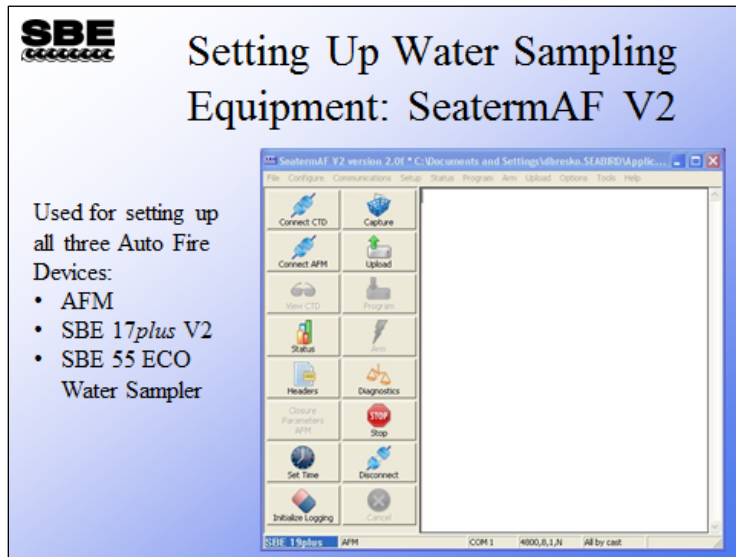 SBE
Setting Up Water Sampling
Equipment: SeatermAF V2
Used for setting up
all three Auto Fire
Devices:
• AFM
• SBE 17plus V2
• SBE 55 ECO
Water Sampler
SeatermAF V2 version 2.0f * C:\Documents and Settings\dbresko.SEABIRD\Applic...
File Configure Communications Setup Status Program Arm Upload Options Tools Help
Connect CTD Capture
Connect AFM Upload
View CTD Program
Status Arm
Headers Diagnostics
Closure
Parameters
AFM
STOP
Stop
Set Time Disconnect
Initialize Logging Cancel
SBE 19plus AFM COM 1 4800,8,1,N All by cast